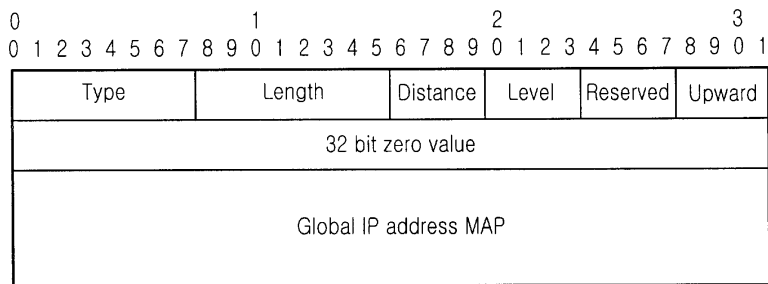 0 1 2 3
0 1 2 3 4 5 6 7 8 9 0 1 2 3 4 5 6 7 8 9 0 1 2 3 4 5 6 7 8 9 0 1
Type Length Distance Level Reserved Upward
32 bit zero value
Global IP address MAP